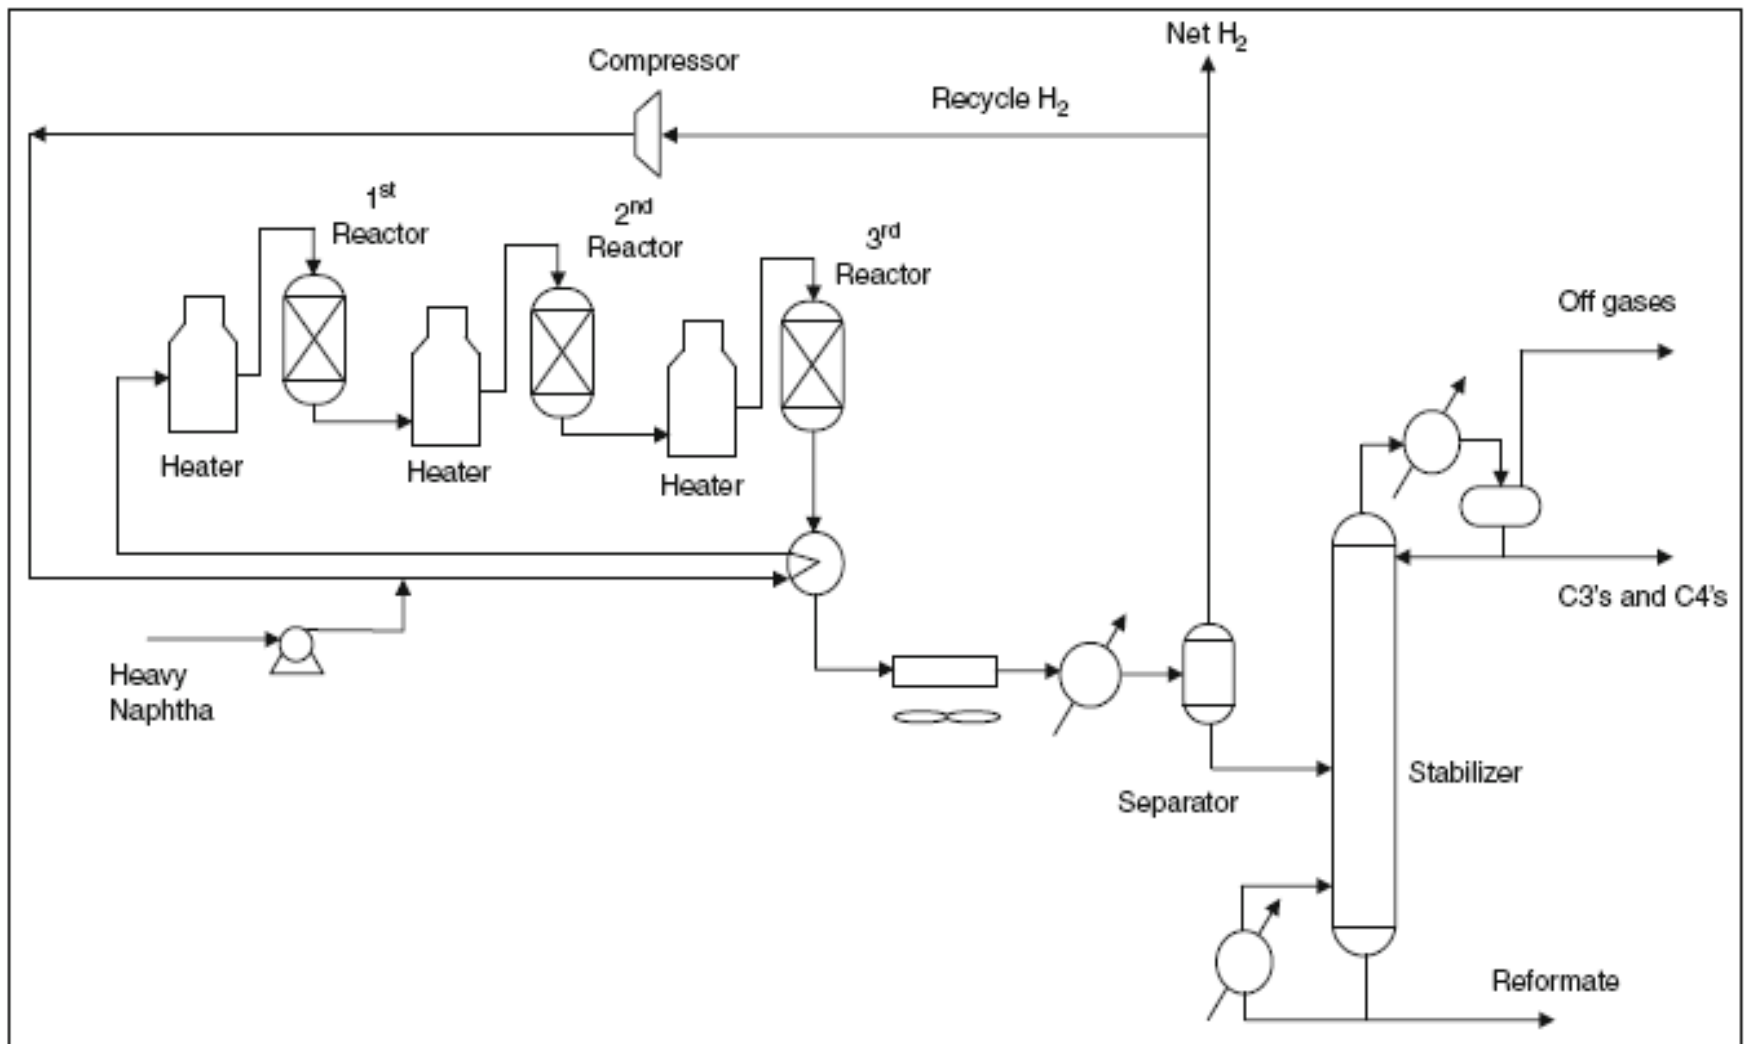 Net H₂
Compressor
Recycle H₂
1st
Reactor
2nd
Reactor
3rd
Reactor
Off gases
Heater
Heater
Heater
C3's and C4's
Heavy
Naphtha
Stabilizer
Separator
Reformate